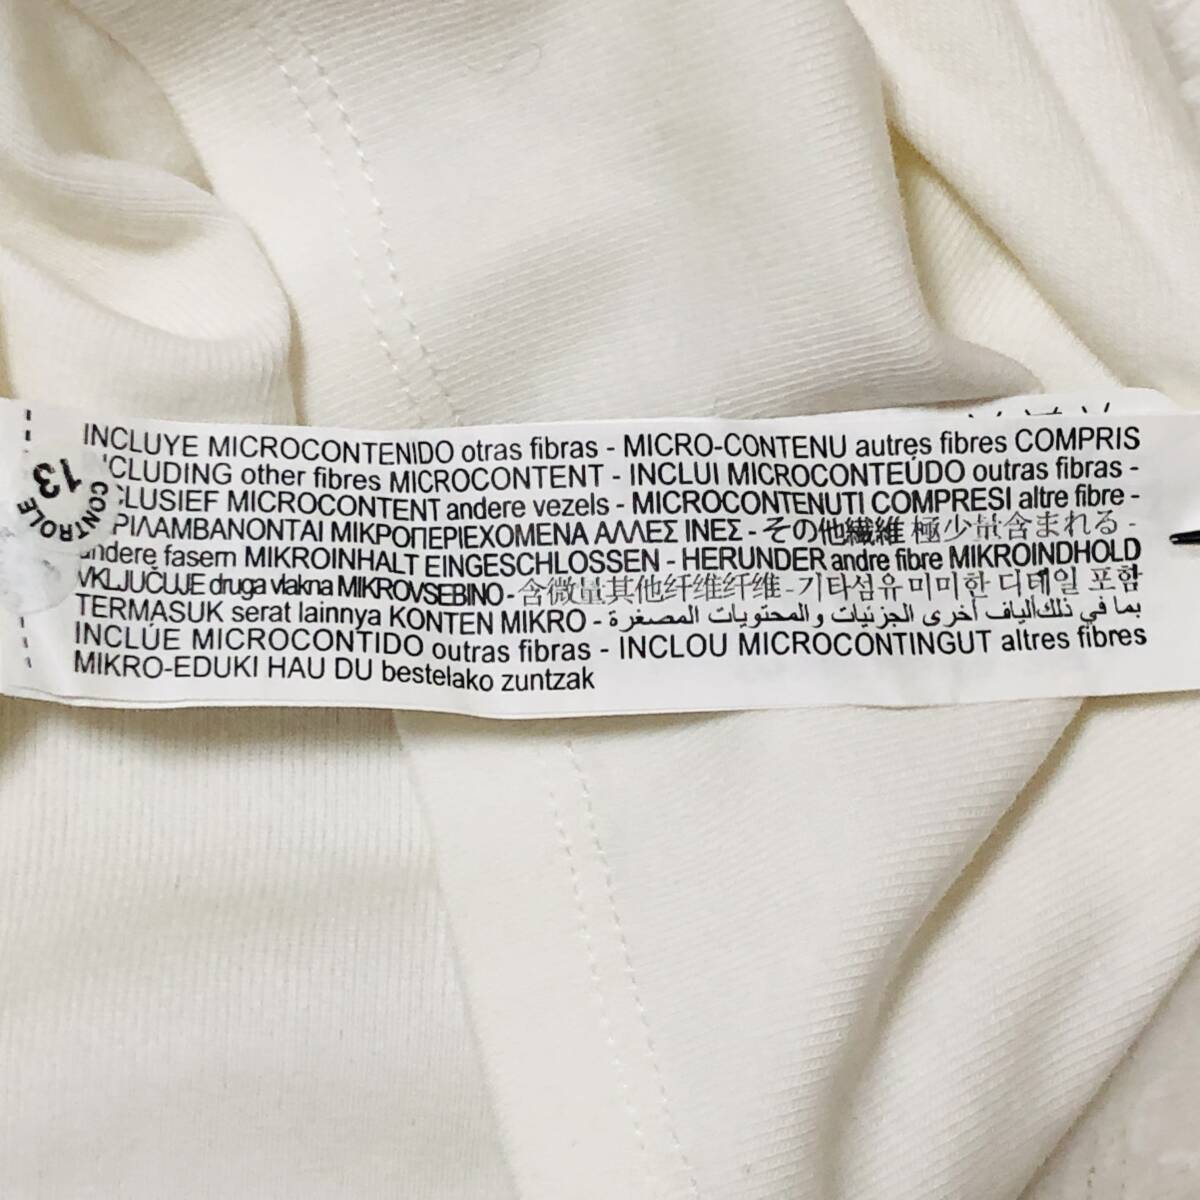 INCLUYE MICROCONTENIDO otras fibras - MICRO-CONTENU autres fibres COMPRIS
CLUDING other fibres MICROCONTENT - INCLUI MICROCONTEÚDO outras fibras -
CLUSIEF MICROCONTENT andere vezels - MICROCONTENUTI COMPRESI altre fibre -
ΡΙΛΑΜΒΑΝΟΝΤΑΙ ΜΙΚΡΟΠΕΡΙΕΧΟΜΕΝΑ ΑΛΛΕΣ ΙΝΕΣ - その他繊維 極少量含まれる -
andere fasern MIKROINHALT EINGESCHLOSSEN - HERUNDER andre fibre MIKROINDHOLD
VKLJUČUJE druga vlakna MIKROVSEBINO - 含微量其他纤维纤维 - 기타섬유 미미한 디테일 포함
TERMASUK serat lainnya KONTEN MIKRO - بما في ذلك ألياف أخرى الجزئيات والمحتويات المصغرة
INCLÚE MICROCONTIDO outras fibras - INCLOU MICROCONTINGUT altres fibres
MIKRO-EDUKI HAU DU bestelako zuntzak
CONTROLE
13